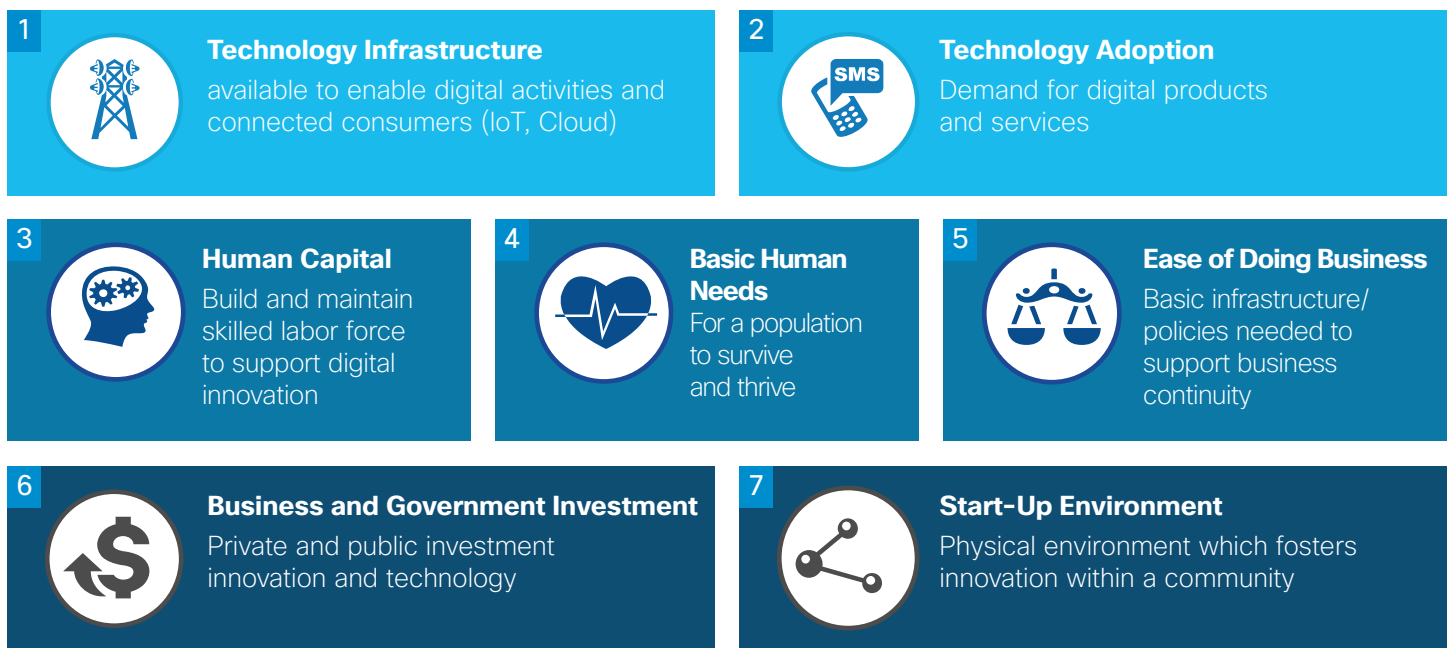 1
Technology Infrastructure
available to enable digital activities and
connected consumers (IoT, Cloud)
2
SMS
Technology Adoption
Demand for digital products
and services
3
Human Capital
Build and maintain
skilled labor force
to support digital
innovation
4
Basic Human
Needs
For a population
to survive
and thrive
5
Ease of Doing Business
Basic infrastructure/
policies needed to
support business
continuity
6
$
Business and Government Investment
Private and public investment
innovation and technology
7
Start-Up Environment
Physical environment which fosters
innovation within a community